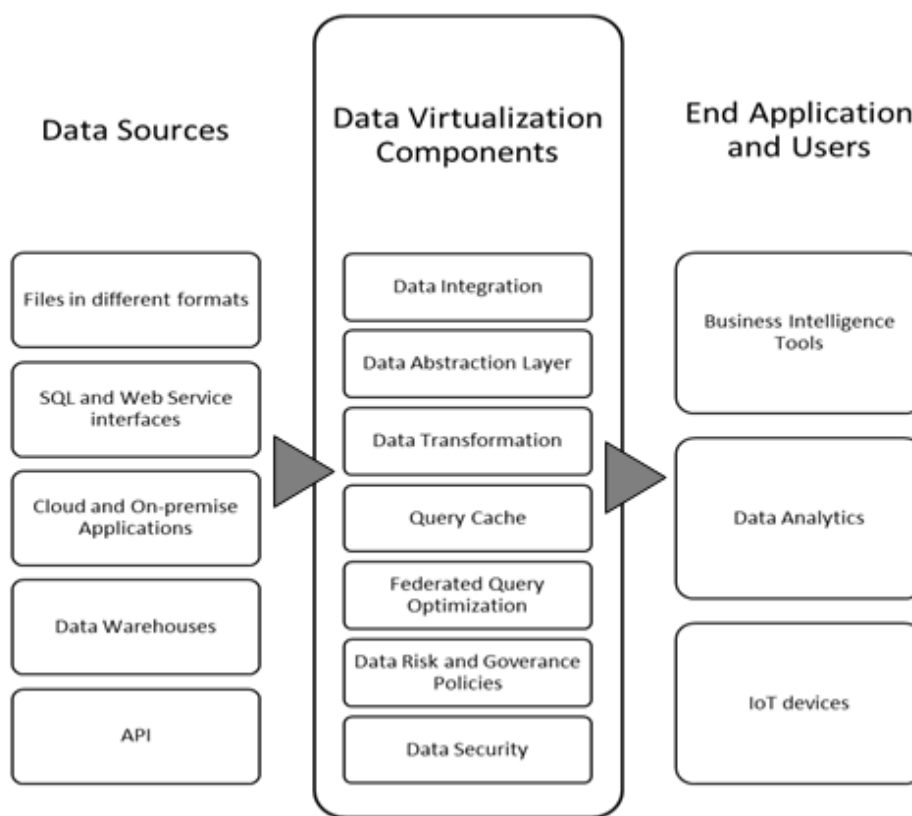 Data Sources
Files in different formats
SQL and Web Service
interfaces
Cloud and On-premise
Applications
Data Warehouses
API
Data Virtualization
Components
Data Integration
Data Abstraction Layer
Data Transformation
Query Cache
Federated Query
Optimization
Data Risk and Goverance
Policies
Data Security
End Application
and Users
Business Intelligence
Tools
Data Analytics
IoT devices